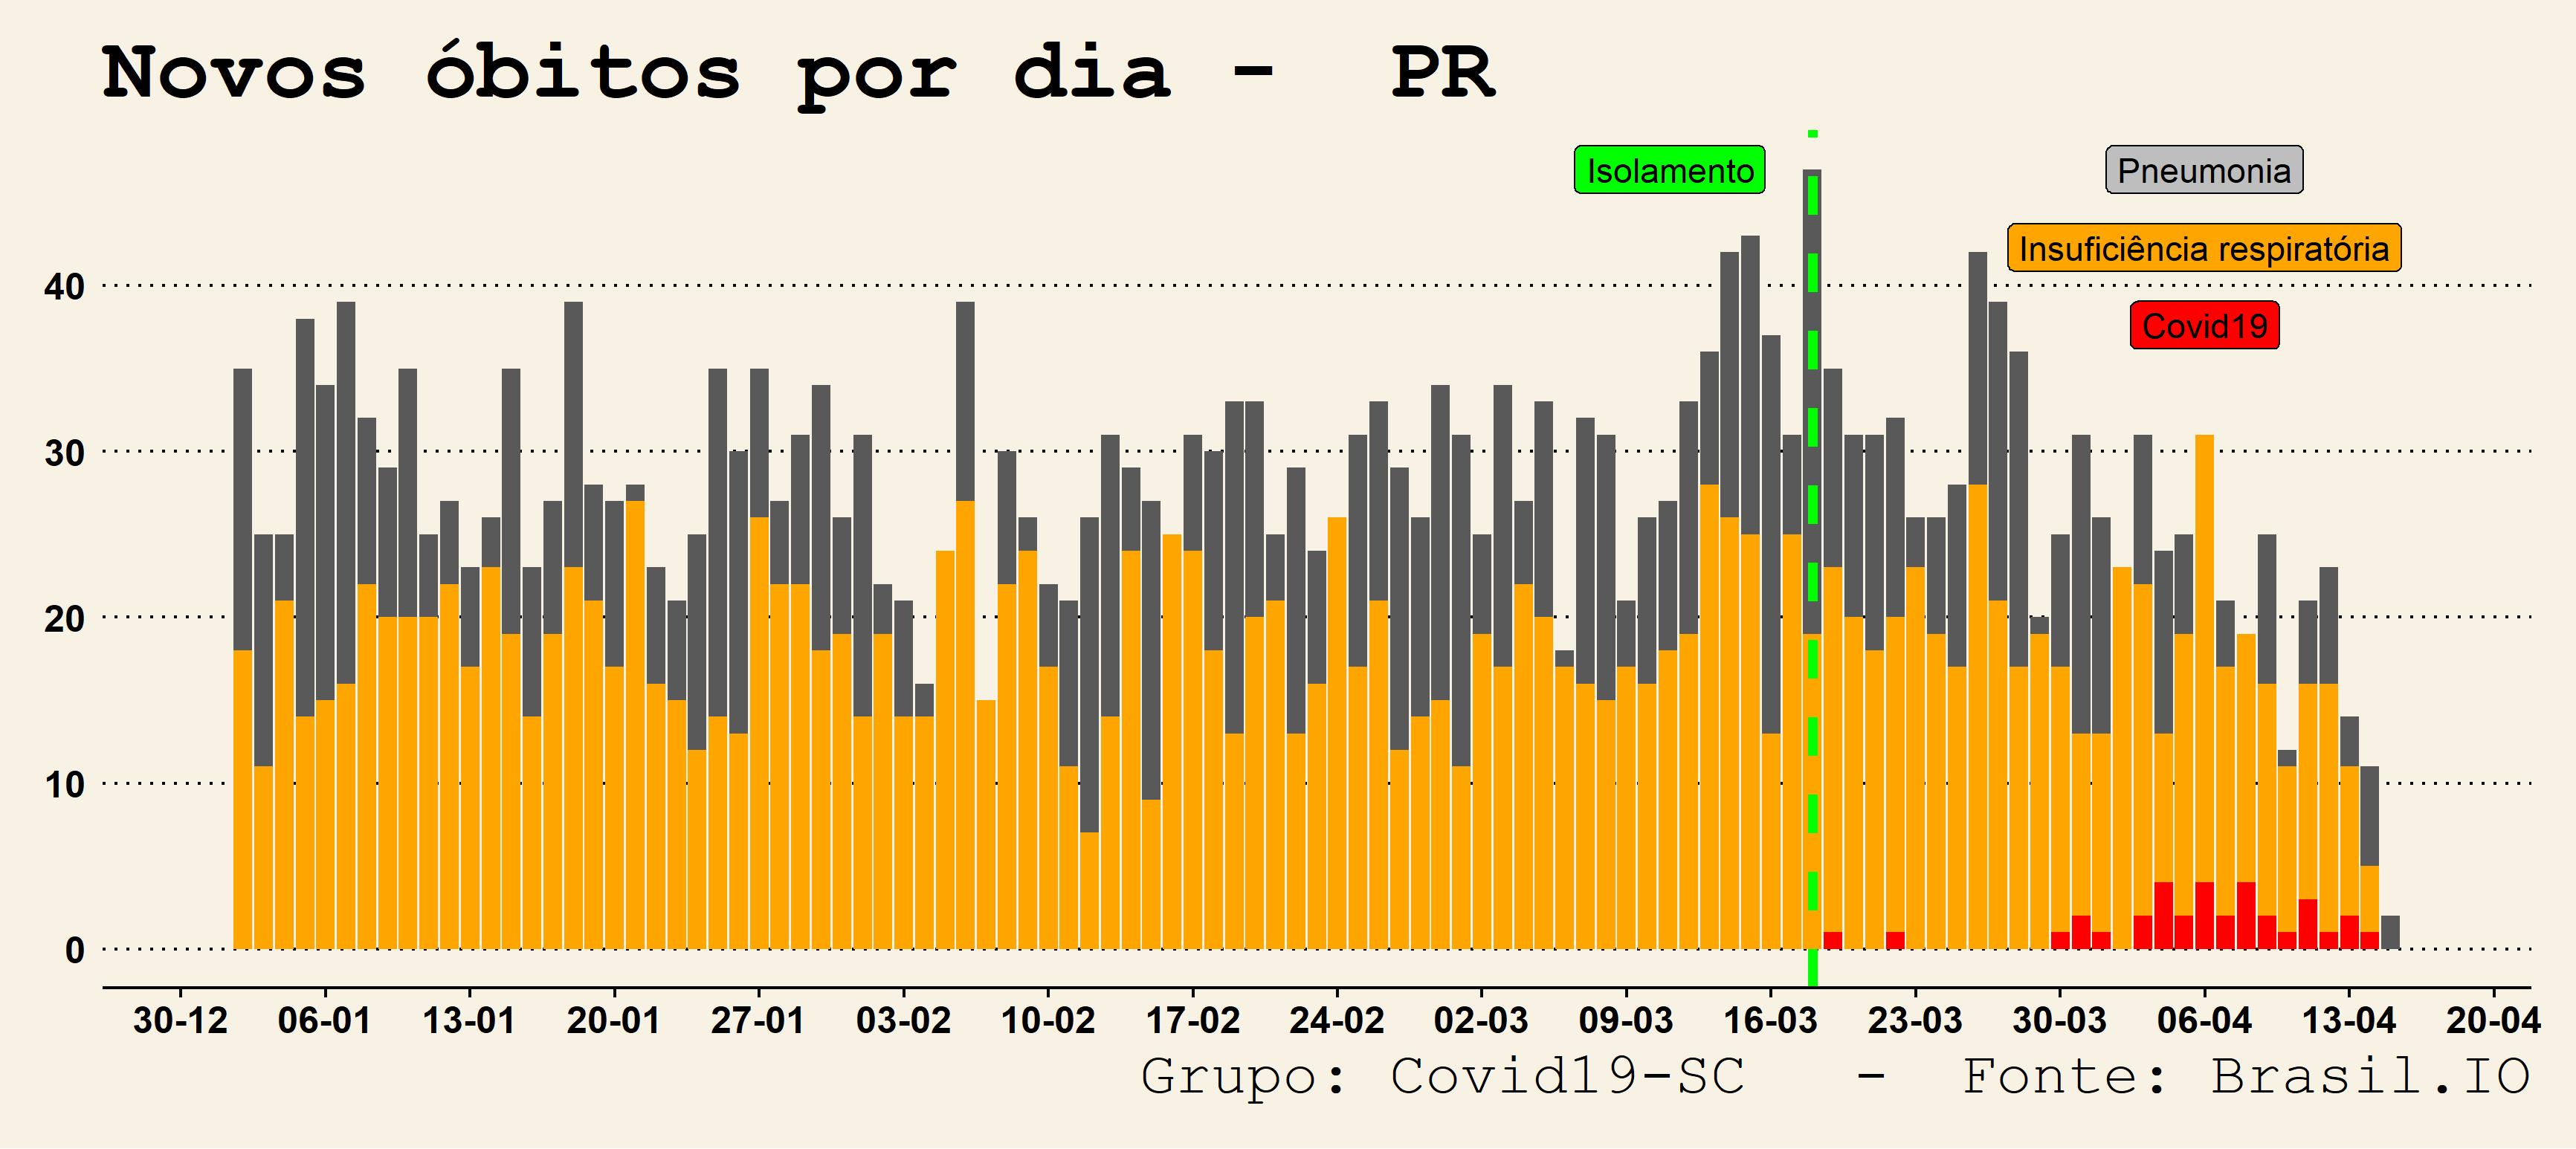 Novos óbitos por dia -  PR
Isolamento
Pneumonia
Insuficiência respiratória
Covid19
40
30
20
10
0
30-12 06-01 13-01 20-01 27-01 03-02 10-02 17-02 24-02 02-03 09-03 16-03 23-03 30-03 06-04 13-04 20-04
Grupo: Covid19-SC  -  Fonte: Brasil.IO